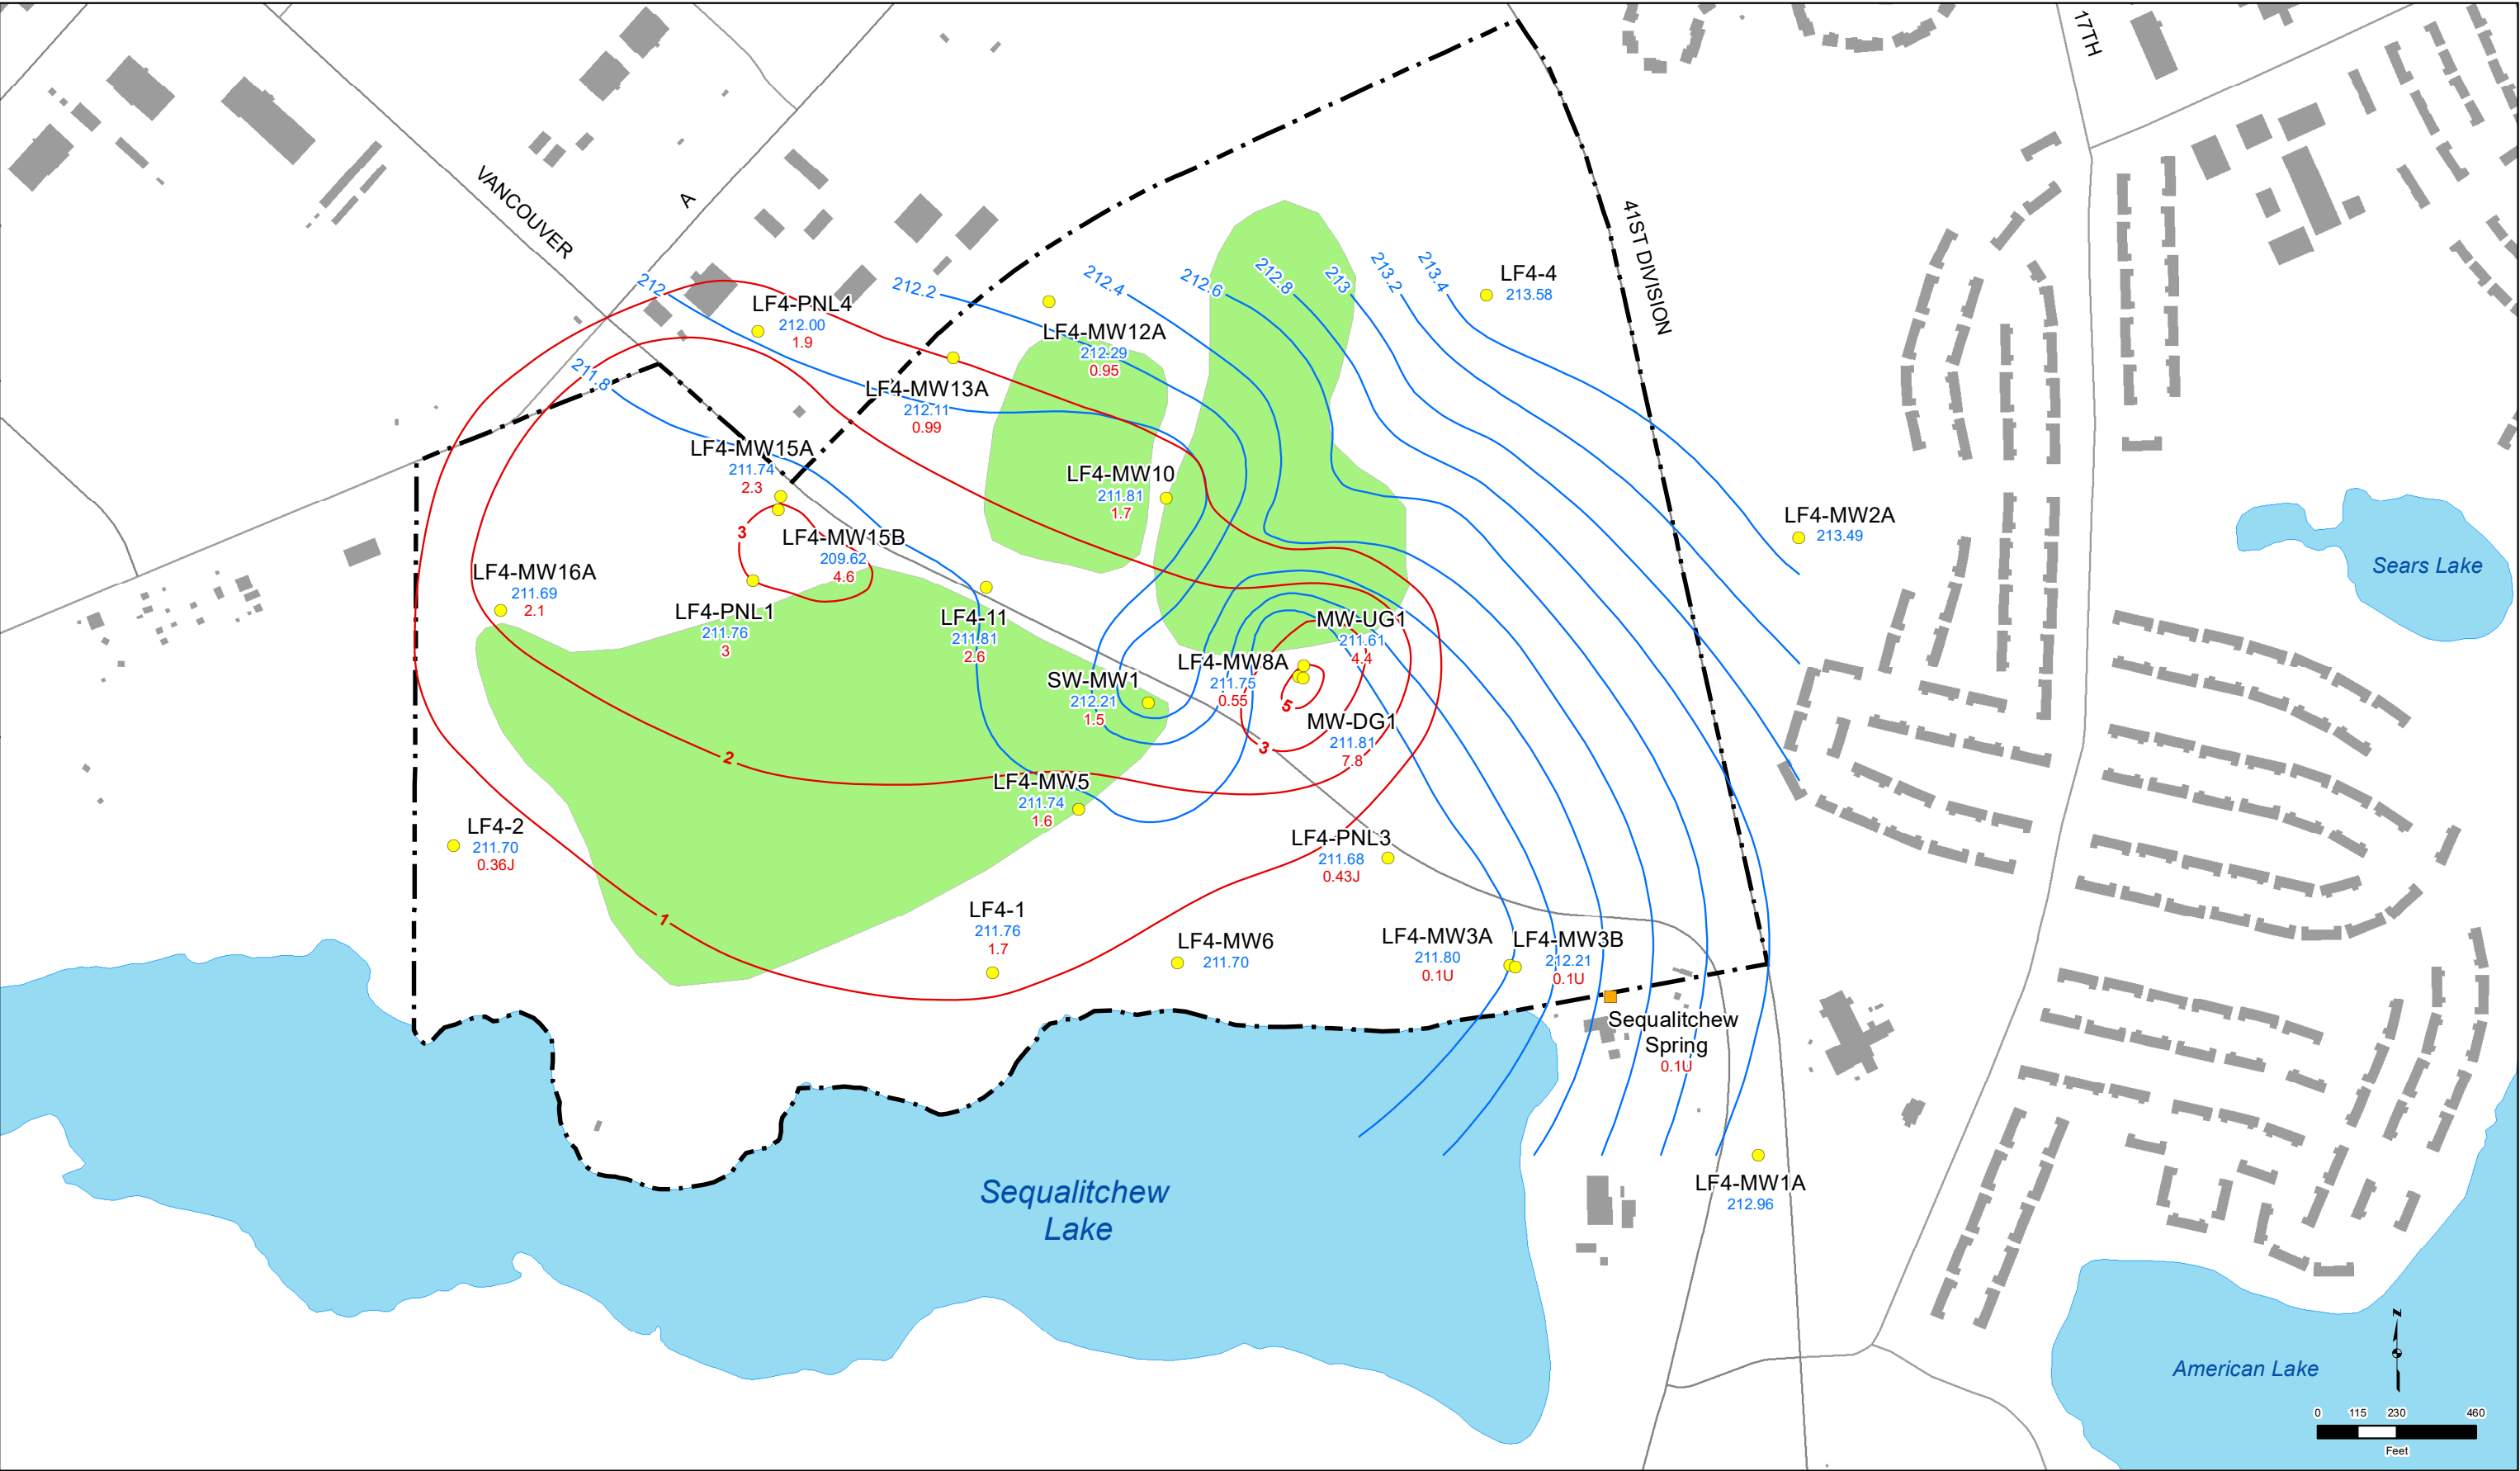 17TH
VANCOUVER
A
41ST DIVISION
212
212.2
212.4
212.6
212.8
213
213.2
213.4
211.8
LF4-4
213.58
LF4-PNL4
212.00
1.9
LF4-MW12A
212.29
0.95
LF4-MW13A
212.11
0.99
LF4-MW15A
211.74
2.3
LF4-MW10
211.81
1.7
LF4-MW2A
213.49
3
LF4-MW15B
209.62
4.6
Sears Lake
LF4-MW16A
211.69
2.1
LF4-PNL1
211.76
3
LF4-11
211.81
2.6
MW-UG1
211.61
4.4
LF4-MW8A
211.75
0.55
SW-MW1
212.21
1.5
5
MW-DG1
211.81
7.8
3
2
LF4-MW5
211.74
1.6
LF4-2
211.70
0.36J
LF4-PNL3
211.68
0.43J
1
LF4-1
211.76
1.7
LF4-MW6
211.70
LF4-MW3A
211.80
0.1U
LF4-MW3B
212.21
0.1U
Sequalitchew
Spring
0.1U
Sequalitchew
Lake
LF4-MW1A
212.96
American Lake
N
0 115 230 460
Feet